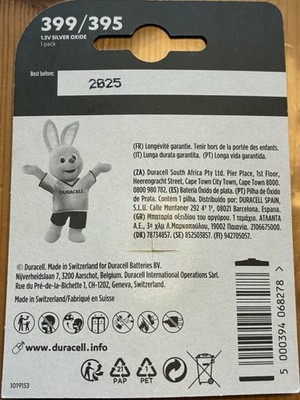 399/395
1.5V SILVER OXIDE
1 pack
Best before:
2025
DURACELL
(FR) Longévité garantie. Tenir hors de la portée des enfants.
(IT) Lunga durata garantita. (PT) Longa vida garantida.
(ZA) Duracell South Africa Pty Ltd. Pier Place, 1st Floor,
Heerengracht Street, Cape Town City Town, Cape Town 8000.
0800 980 782. (ES) Batería Óxido de plata. (PT) Pilha de Óxido
de Prata. Contém 1 pilha. Distribuido por: DURACELL SPAIN,
S.L.U. Calle Muntaner 292 4º 1ª, 08021 Barcelona. Espana.
(GR) Μπαταρία οξειδίου του αργύρου. 1 τεμάχιο. ΑΤΛΑΝΤΑ
Α.Ε., 3ο χλμ Λ.Μαρκοπούλου, 19002 Παιανία. 2106675000.
(DK) 78734857. (SE) 852503857. (FI) 942705057.
© Duracell. Made in Switzerland for Duracell Batteries BV.
Nijverheidslaan 7, 3200 Aarschot, Belgium. Duracell International Operations Sàrl.
Rue du Pré-de-la-Bichette 1, CH-1202, Geneva, Switzerland.
Made in Switzerland/Fabriqué en Suisse
www.duracell.info
21
PAP
1
PET
1019153
5 000394 068278 >